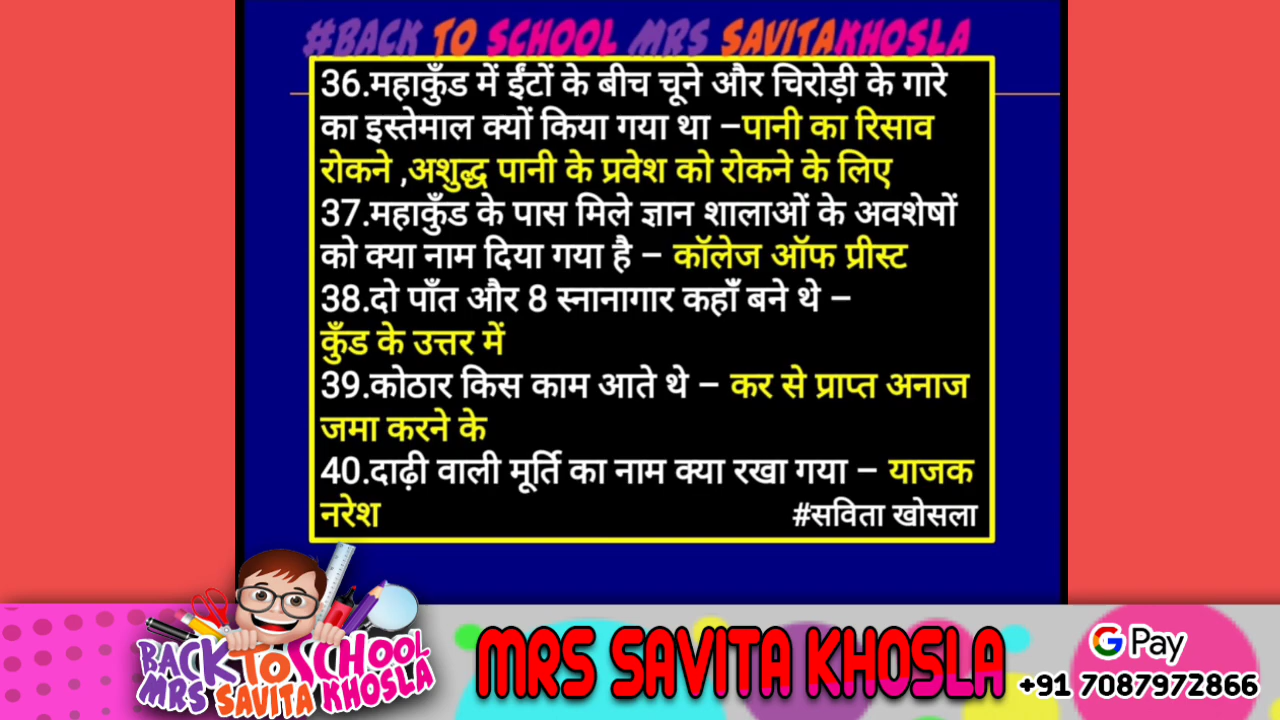 #BACK TO SCHOOL MRS SAVITAKHOSLA
36.महाकुँड में ईंटों के बीच चूने और चिरोड़ी के गारे
का इस्तेमाल क्यों किया गया था –पानी का रिसाव
रोकने ,अशुद्ध पानी के प्रवेश को रोकने के लिए
37.महाकुँड के पास मिले ज्ञान शालाओं के अवशेषों
को क्या नाम दिया गया है – कॉलेज ऑफ प्रीस्ट
38.दो पाँत और 8 स्नानागार कहाँ बने थे –
कुँड के उत्तर में
39.कोठार किस काम आते थे – कर से प्राप्त अनाज
जमा करने के
40.दाढ़ी वाली मूर्ति का नाम क्या रखा गया – याजक
नरेश
#सविता खोसला
BACK TO SCHOOL
MRS SAVITA KHOSLA
MRS SAVITA KHOSLA
G Pay
+91 7087972866